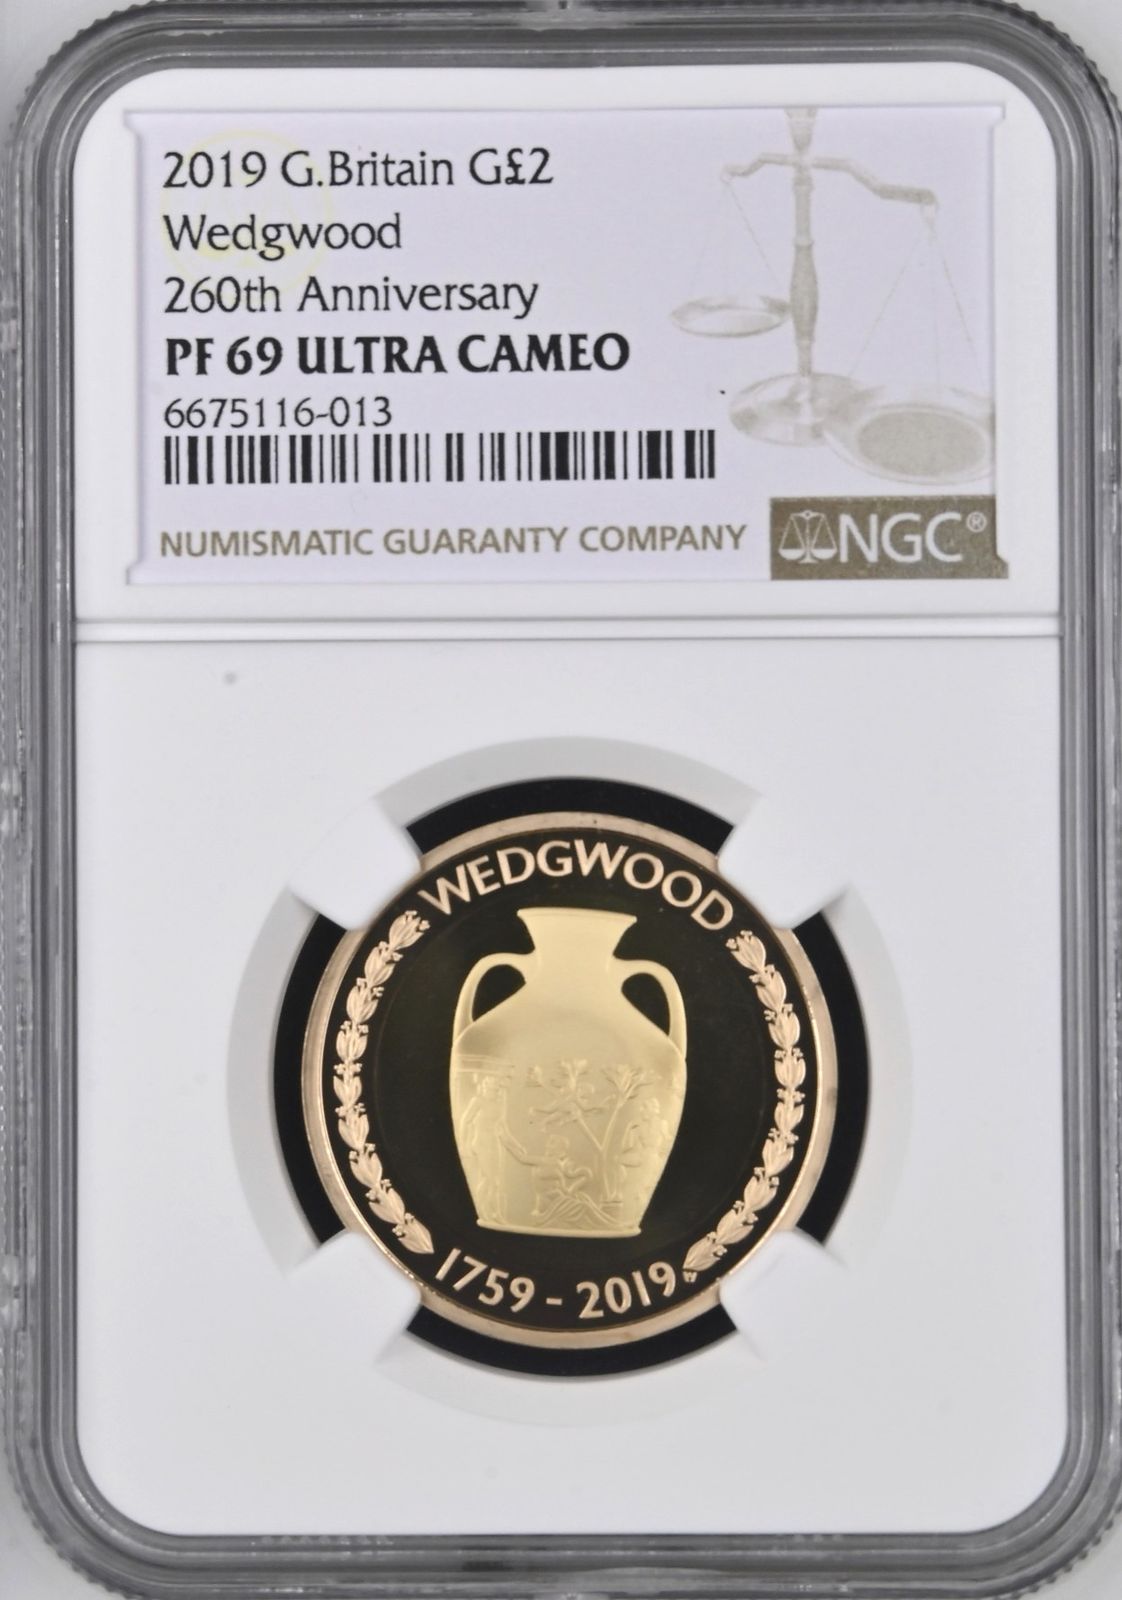 2019 G.Britain G£2
Wedgwood
260th Anniversary
PF 69 ULTRA CAMEO
6675116-013
NUMISMATIC GUARANTY COMPANY
NGC®
WEDGWOOD
1759 - 2019